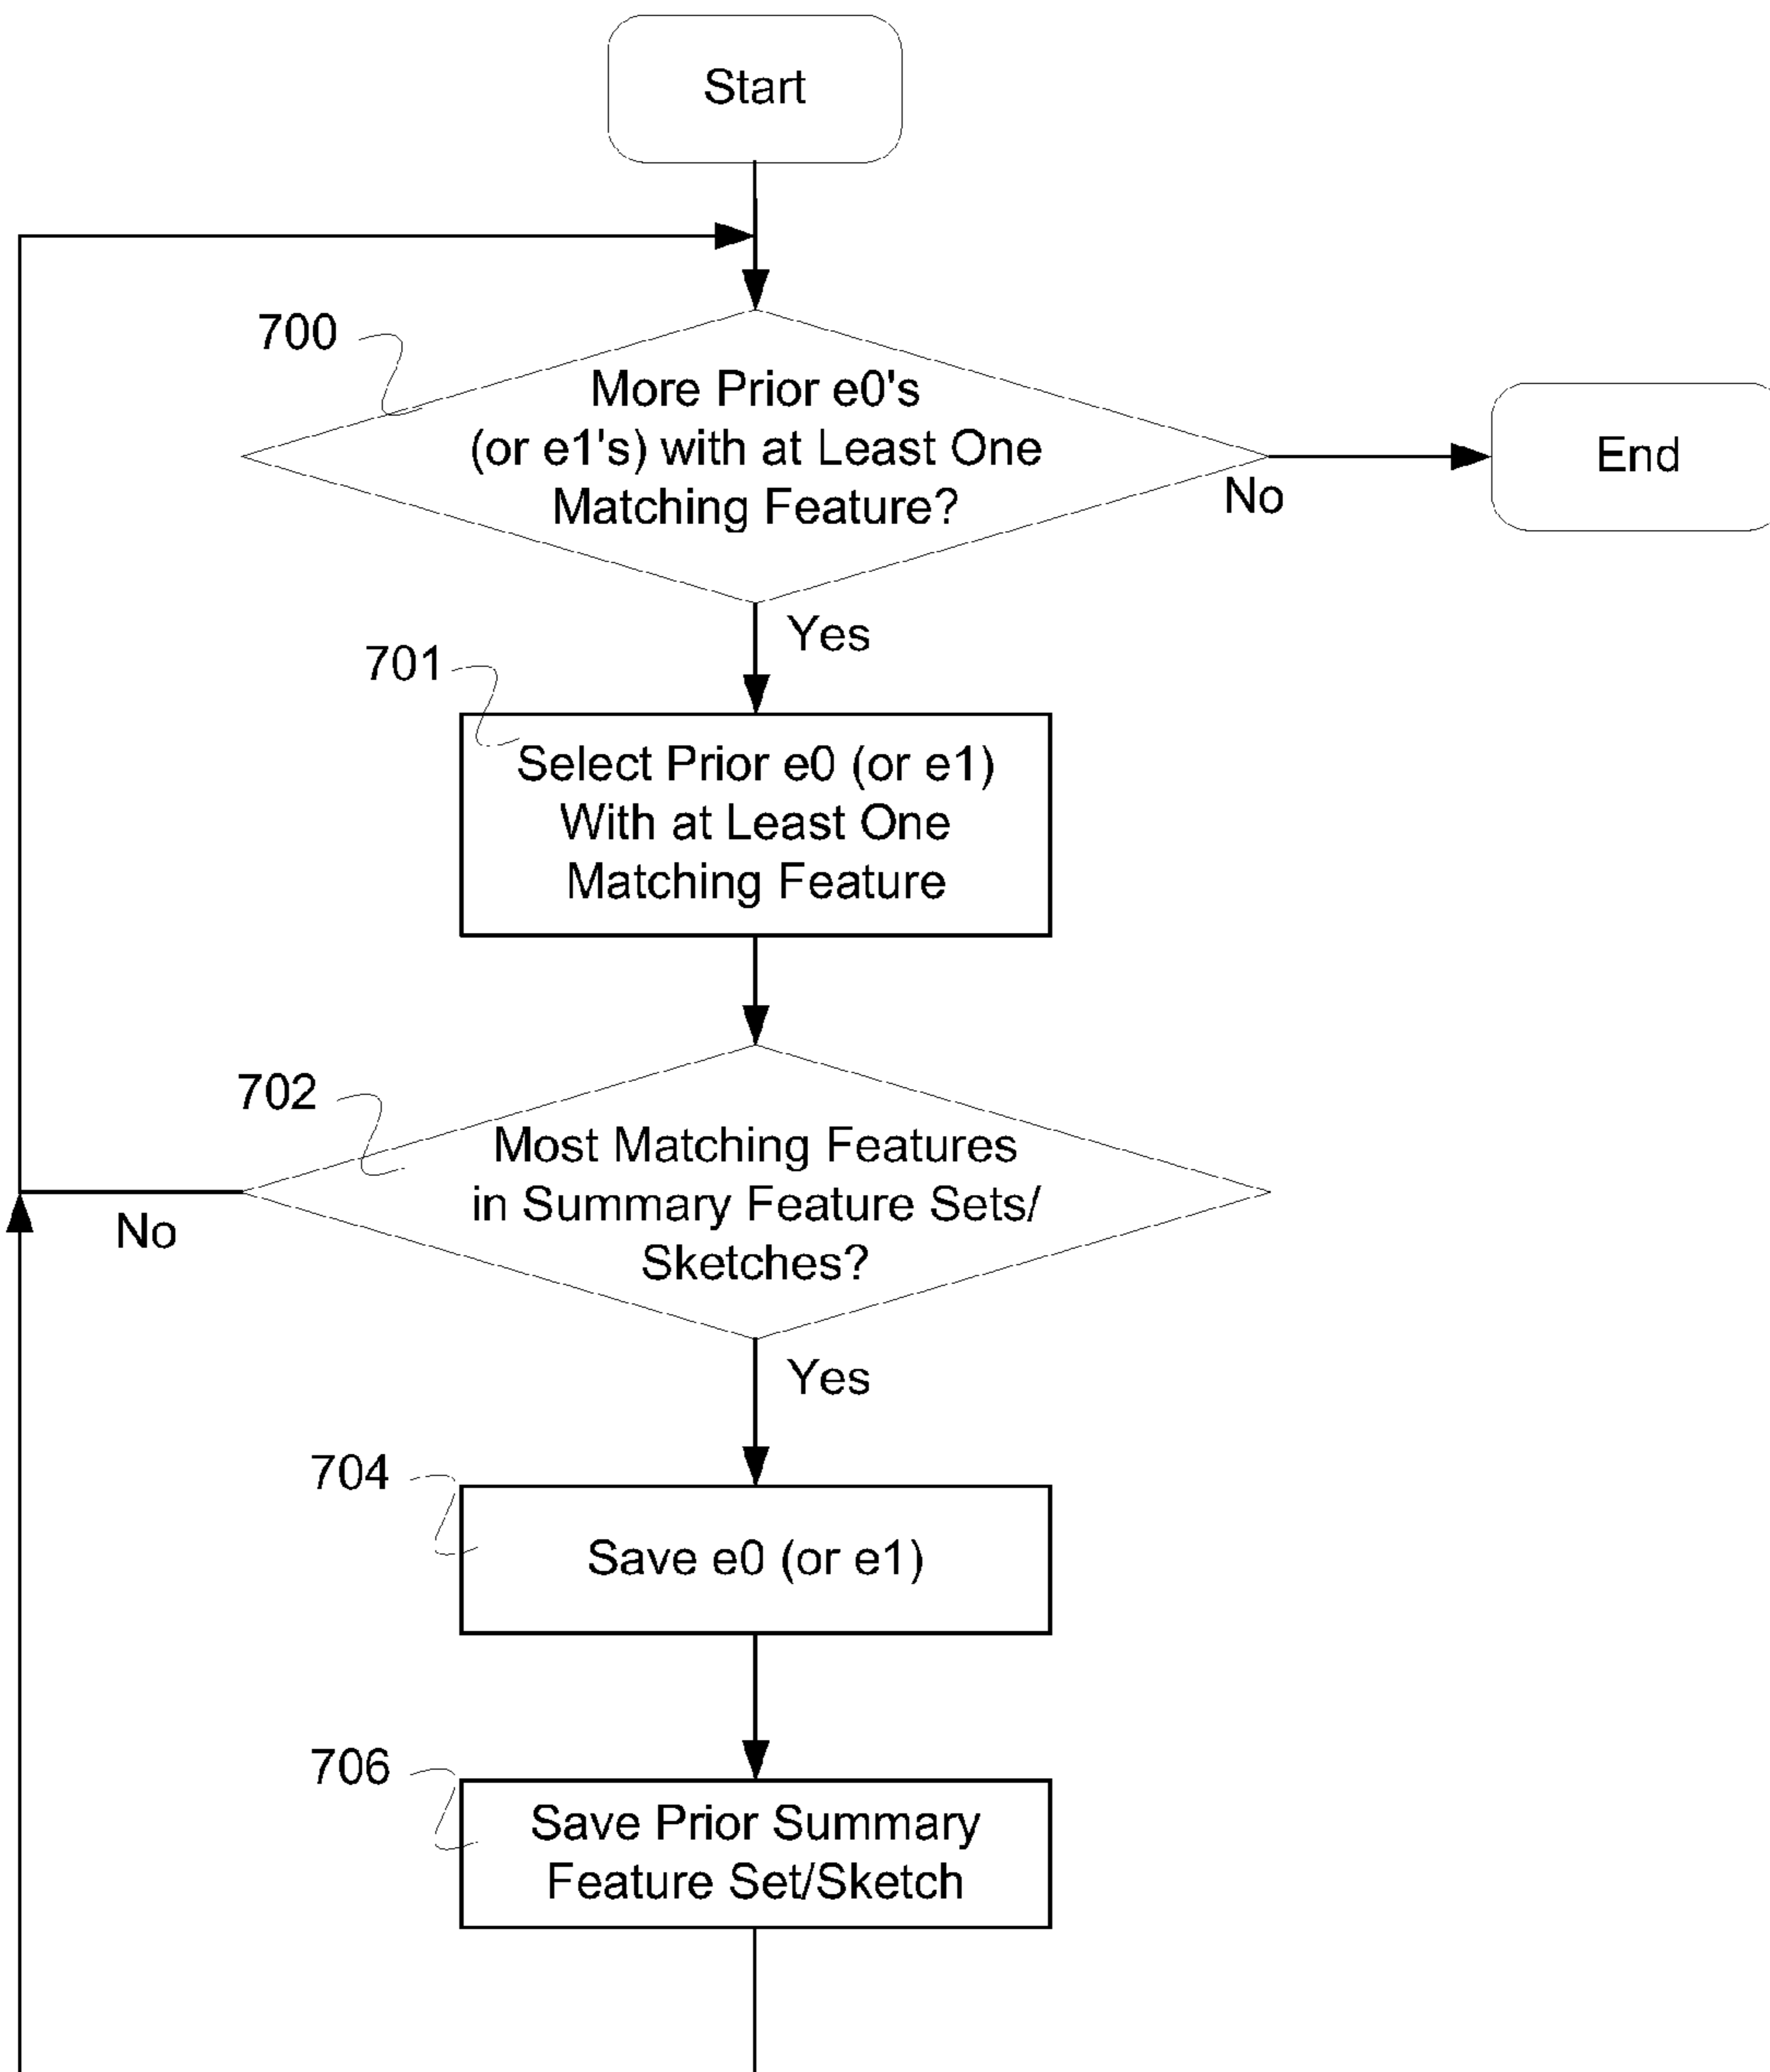 Start
700
More Prior e0's
(or e1's) with at Least One
Matching Feature?
No
End
Yes
701
Select Prior e0 (or e1)
With at Least One
Matching Feature
702
Most Matching Features
in Summary Feature Sets/
Sketches?
No
Yes
704
Save e0 (or e1)
706
Save Prior Summary
Feature Set/Sketch